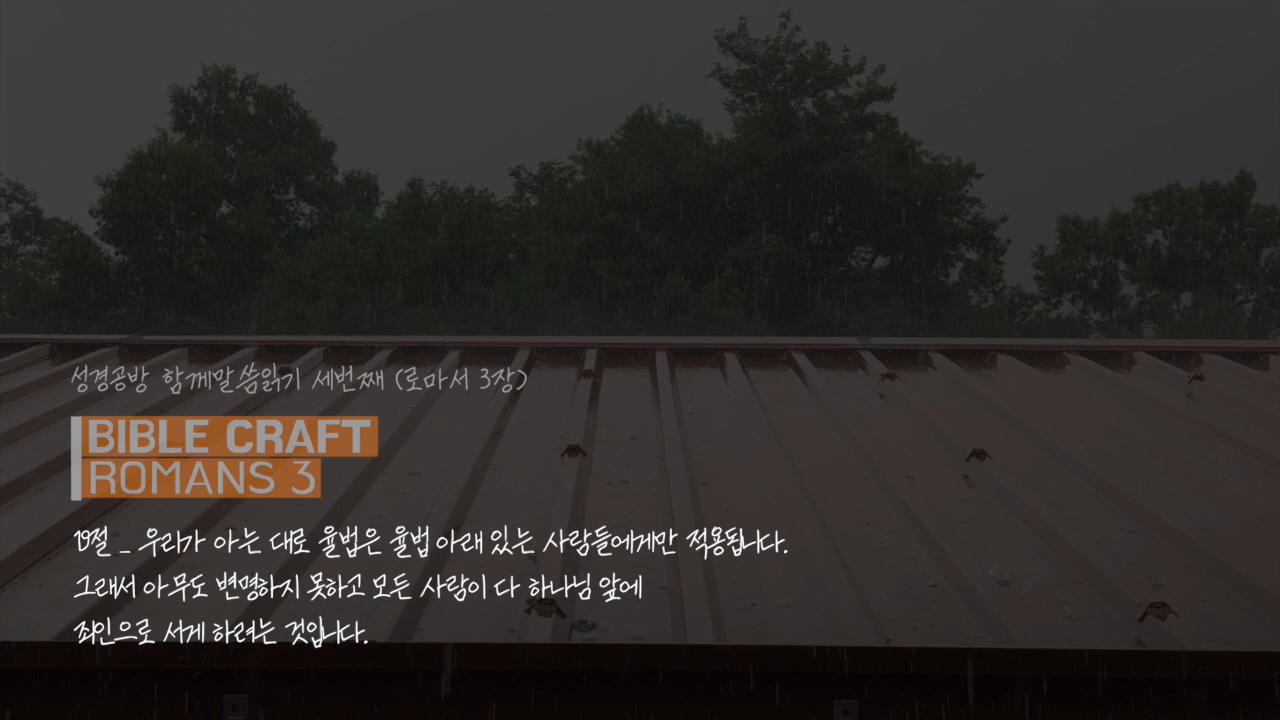 성경공방 함께말씀읽기 세번째 (로마서 3장)
BIBLE CRAFT
ROMANS 3
19절 _ 우리가 아는 대로 율법은 율법 아래 있는 사람들에게만 적용됩니다.
그래서 아무도 변명하지 못하고 모든 사람이 다 하나님 앞에
죄인으로 서게 하려는 것입니다.